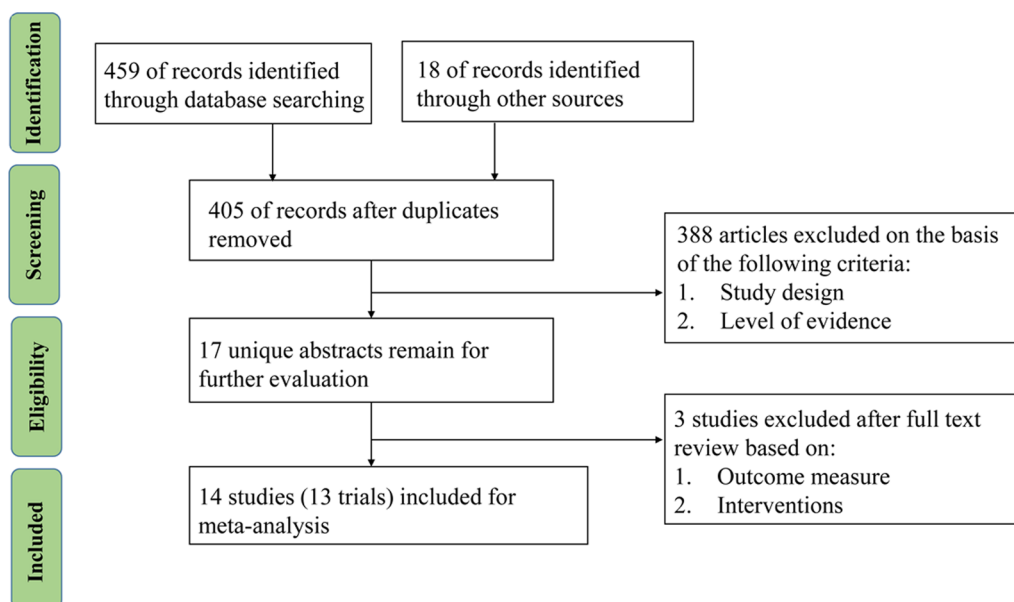 Identification
459 of records identified
through database searching
18 of records identified
through other sources
Screening
405 of records after duplicates
removed
388 articles excluded on the basis
of the following criteria:
1. Study design
2. Level of evidence
Eligibility
17 unique abstracts remain for
further evaluation
3 studies excluded after full text
review based on:
1. Outcome measure
2. Interventions
Included
14 studies (13 trials) included for
meta-analysis